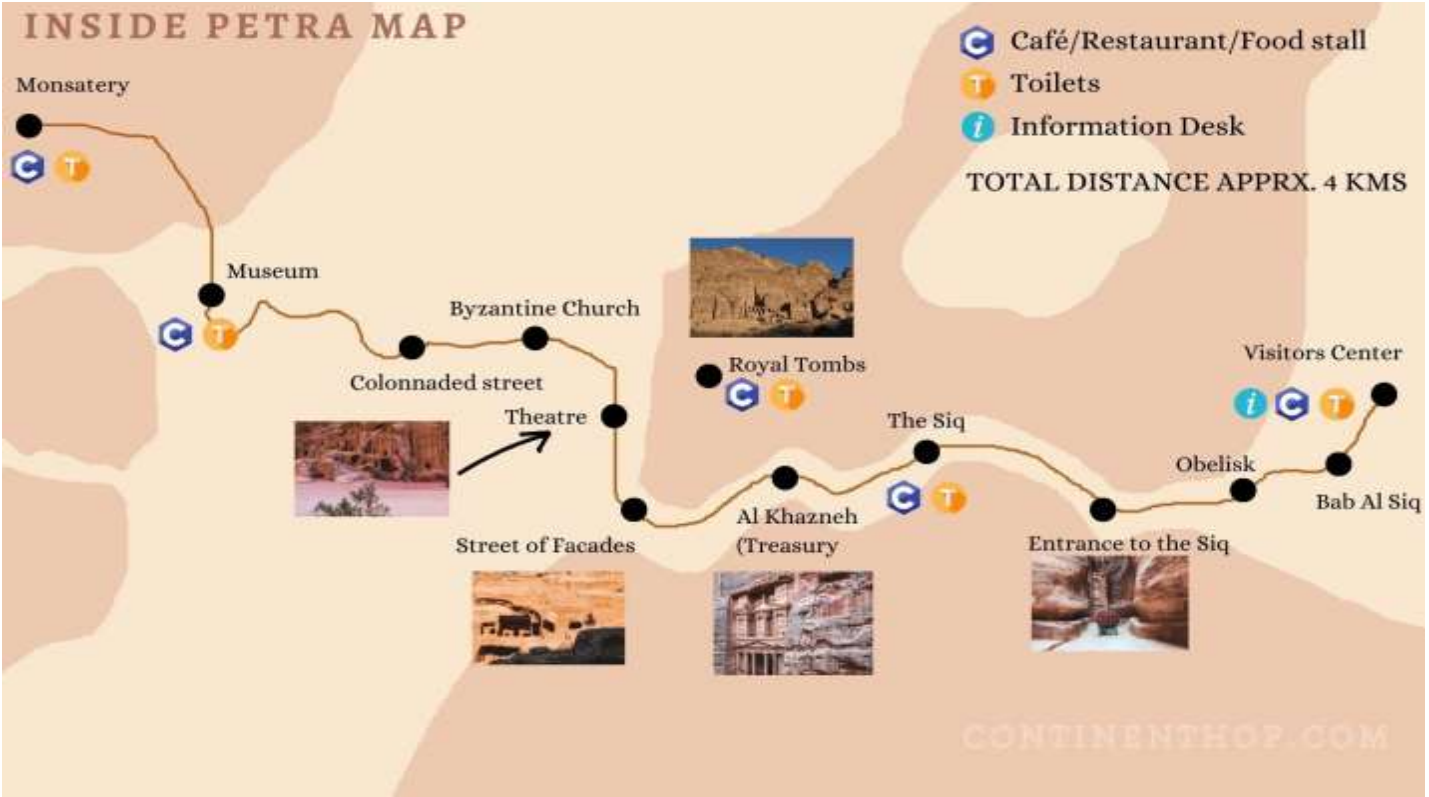 INSIDE PETRA MAP
C Café/Restaurant/Food stall
T Toilets
i Information Desk
TOTAL DISTANCE APPRX. 4 KMS
Monsatery
C T
Museum
C T
Byzantine Church
Colonnaded street
Theatre
Royal Tombs
C T
Visitors Center
i C T
The Siq
C T
Obelisk
Bab Al Siq
Al Khazneh
(Treasury
Street of Facades
Entrance to the Siq
CONTINENTHOP.COM